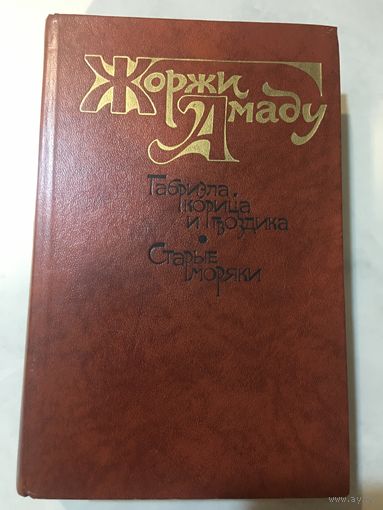 Жоржи
Амаду
Габриэла,
корица
и гвоздика
•
Старые
моряки